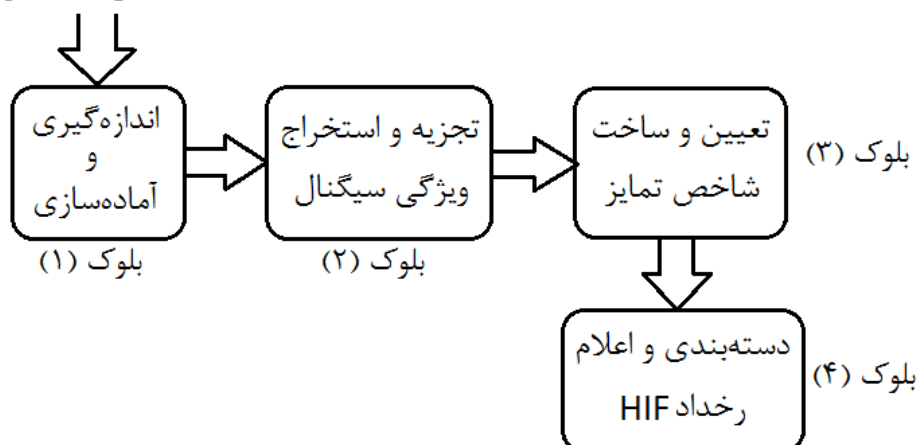 اندازه‌گیری
و
آماده‌سازی
بلوک (۱)
تجزیه و استخراج
ویژگی سیگنال
بلوک (۲)
تعیین و ساخت
شاخص تمایز
بلوک (۳)
دسته‌بندی و اعلام
رخداد HIF
بلوک (۴)